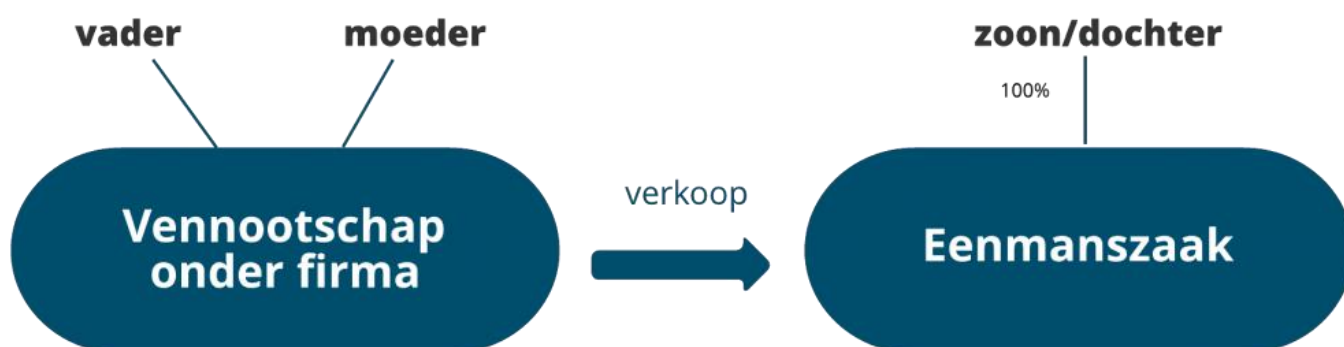 vader
moeder
zoon/dochter
100%
Vennootschap
onder firma
verkoop
Eenmanszaak